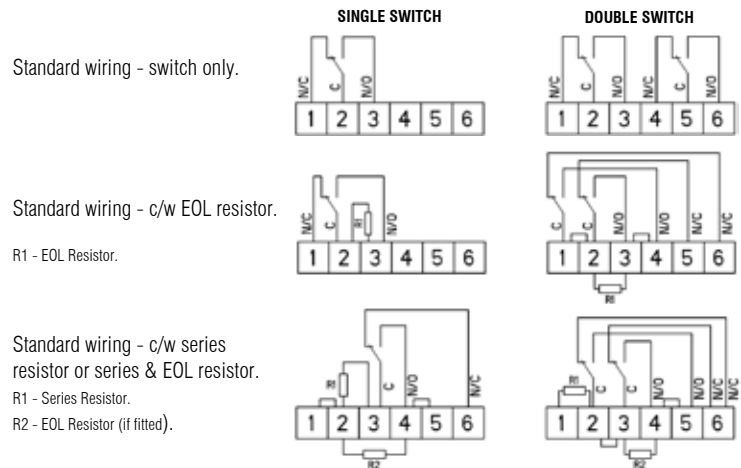 SINGLE SWITCH DOUBLE SWITCH
Standard wiring - switch only.
N/C C N/O
1 2 3 4 5 6
N/C C N/O N/C C N/O
1 2 3 4 5 6
Standard wiring - c/w EOL resistor.
R1 - EOL Resistor.
N/C C R1 N/O
1 2 3 4 5 6
N/C C N/O N/O N/C N/C
1 2 3 4 5 6
R1
Standard wiring - c/w series
resistor or series & EOL resistor.
R1 - Series Resistor.
R2 - EOL Resistor (if fitted).
R1 C N/O N/C
1 2 3 4 5 6
R2
R1 C C N/O N/O N/C N/C
1 2 3 4 5 6
R2